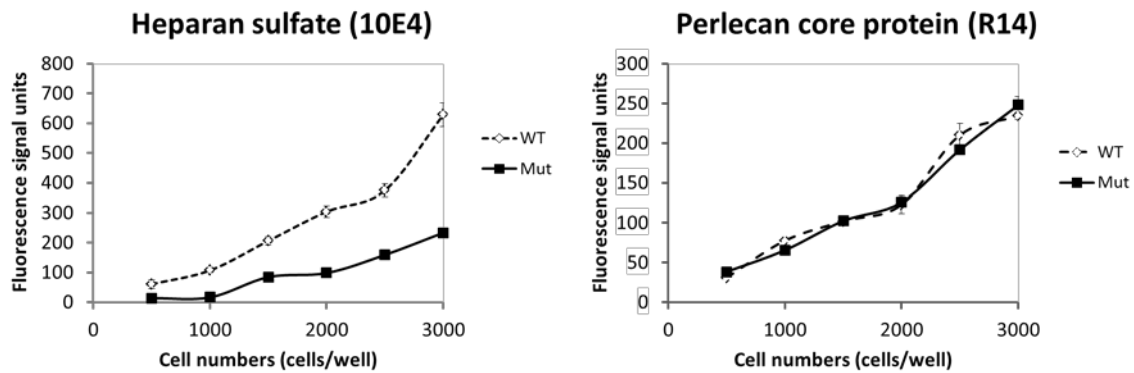 Heparan sulfate (10E4)
Fluorescence signal units
800
700
600
500
400
300
200
100
0
0 1000 2000 3000
Cell numbers (cells/well)
WT
Mut
Perlecan core protein (R14)
Fluorescence signal units
300
250
200
150
100
50
0
0 1000 2000 3000
Cell numbers (cells/well)
WT
Mut